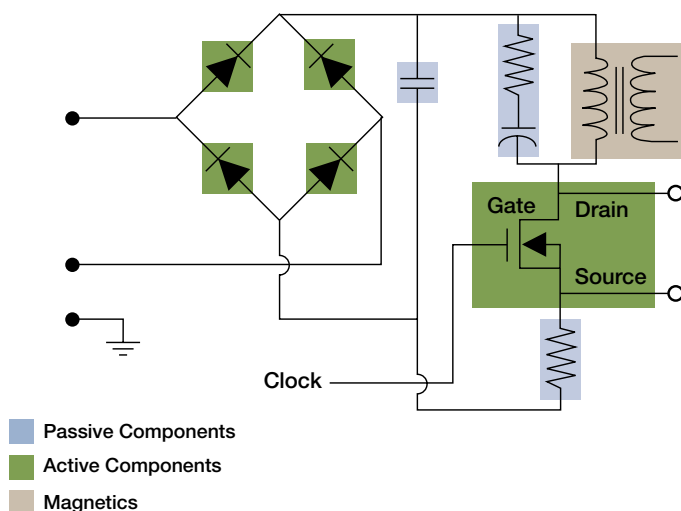 Gate
Drain
Source
Clock
Passive Components
Active Components
Magnetics